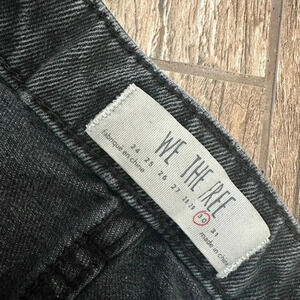 WE THE FREE
24 25 26 27 28 29 30 31
fabriqué en chine
made in china